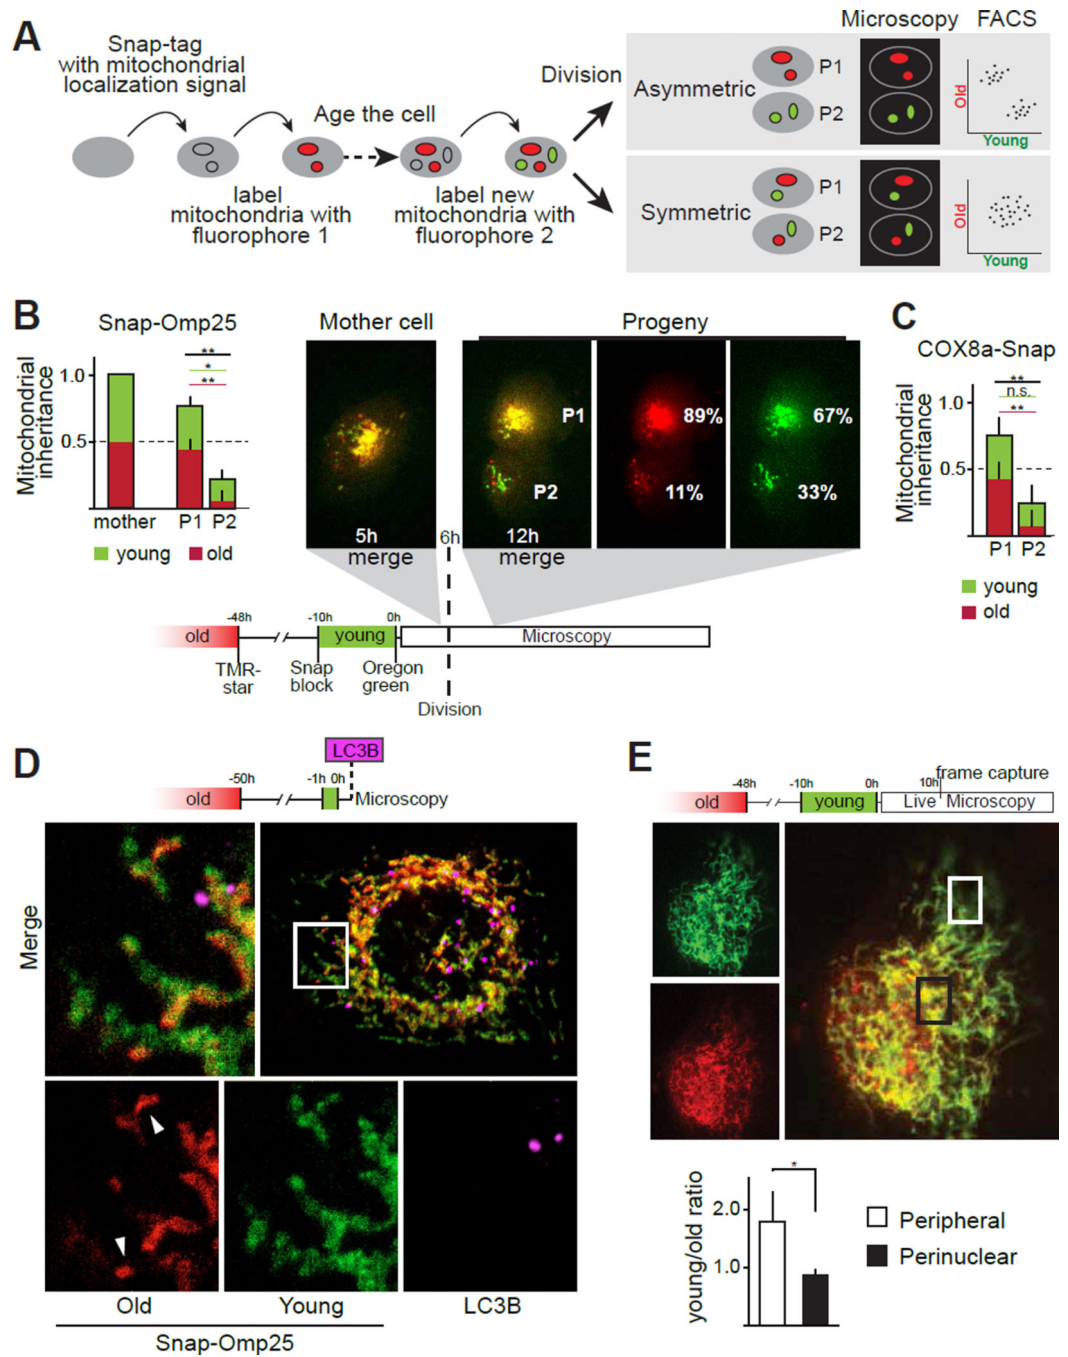 A
Snap-tag
with mitochondrial
localization signal
Age the cell
label
mitochondria with
fluorophore 1
label new
mitochondria with
fluorophore 2
Division
Microscopy FACS
Asymmetric
P1
P2
Old
Young
Symmetric
P1
P2
Old
Young
B
Snap-Omp25
Mitochondrial
inheritance
1.0
0.5
**
*
**
mother P1 P2
young old
Mother cell
Progeny
5h
merge
6h
P1
P2
12h
merge
89%
11%
67%
33%
old
-48h
-10h
young
0h
Microscopy
TMR-
star
Snap
block
Oregon
green
Division
C
COX8a-Snap
Mitochondrial
inheritance
1.0
0.5
**
n.s.
**
P1 P2
young
old
D
LC3B
old
-50h
-1h 0h
Microscopy
Merge
Old
Young
LC3B
Snap-Omp25
E
old
-48h
-10h
young
0h
10h
frame capture
Live Microscopy
young/old ratio
2.0
1.0
*
Peripheral
Perinuclear